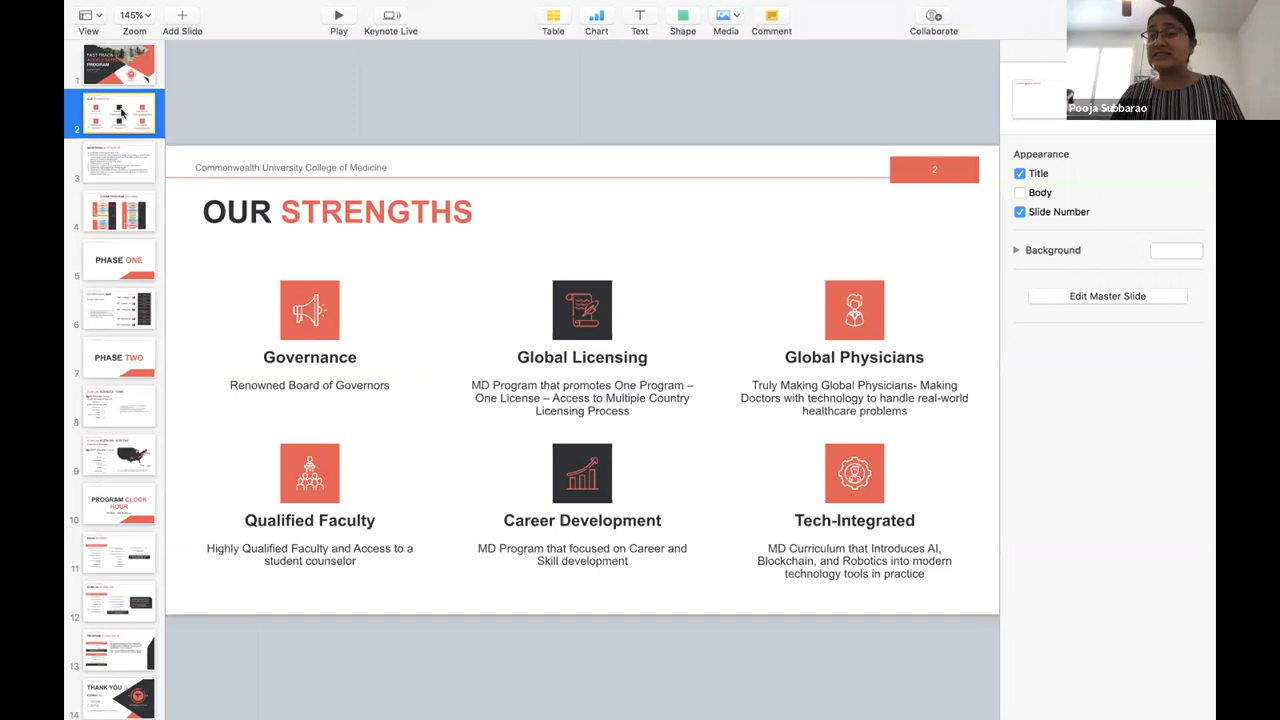 145%
View
Zoom
Add Slide
Play
Keynote Live
Table
Chart
Text
Shape
Media
Comment
Collaborate
Pooja Subbarao
1
2
3
4
5
6
7
8
9
10
11
12
13
14
FAST TRACK
PROGRAM
OUR STRENGTHS
PHASE ONE
PHASE TWO
PROGRAM CLOCK
HOUR
THANK YOU
Commonwealth University College of Medicine
2
OUR STRENGTHS
Governance
Renowned Board of Governors
Global Licensing
MD Program that promotes One Program –
One License – Access to Multiple Country
Licensing Process
Global Physicians
Truly Making Global Physicians- Making
Doctors with technology to handle real-world
healthcare problems
Qualified Faculty
Highly Qualified Faculty and Access to a
student counselor
Career Development
MD Program that focused on Career and
Skill development
Tech-Integrated
MD Curriculum that Introduces AI,
Blockchain, and Robotics into modern
technology tools in practice
Appearance
Title
Body
Slide Number
Background
Edit Master Slide